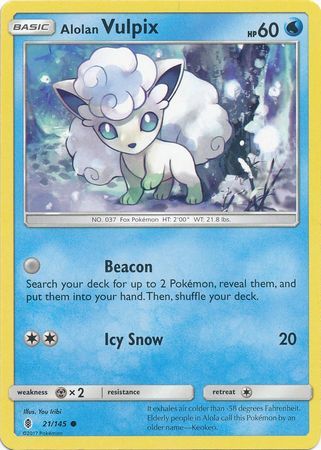 BASIC Alolan Vulpix HP 60
NO. 037 Fox Pokémon HT: 2'00" WT: 21.8 lbs.
Beacon
Search your deck for up to 2 Pokémon, reveal them, and
put them into your hand. Then, shuffle your deck.
Icy Snow 20
weakness × 2 resistance retreat
Illus. You Iribi
21/145
©2017 Pokémon
It exhales air colder than -58 degrees Fahrenheit.
Elderly people in Alola call this Pokémon by an
older name—Keokeo.